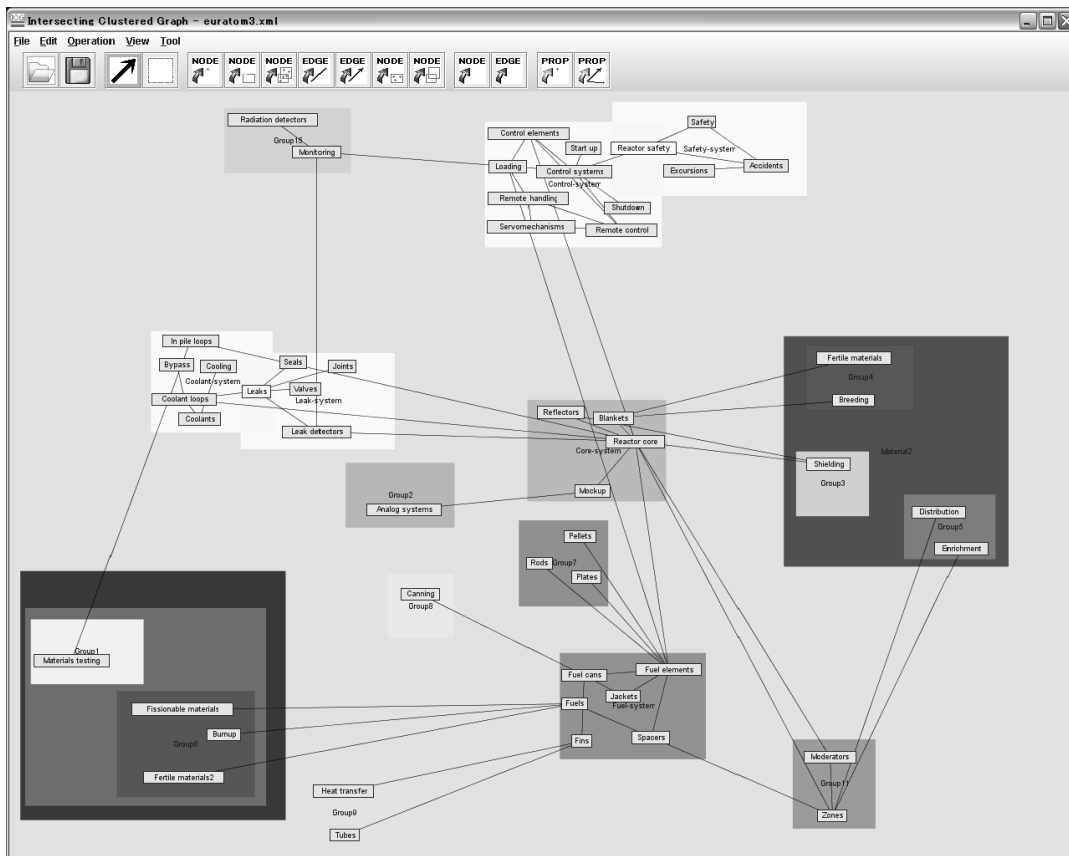 Intersecting Clustered Graph - euratom3.xml
File Edit Operation View Tool
NODE NODE NODE EDGE EDGE NODE NODE NODE EDGE PROP PROP
Radiation detectors
Group15
Monitoring
Control elements
Start up
Loading
Control systems
Control-systerr
Remote handling
Shutdown
Servomechanisms
Remote control
Safety
Reactor safety
Safety-systerr
Excursions
Accidents
In pile loops
Bypass
Cooling
Coolant-system
Coolant loops
Coolants
Seals
Joints
Leaks
Valves
Leak-system
Leak detectors
Reflectors
Blankets
Reactor core
Core-system
Mockup
Fertile materials
Group4
Breeding
Material2
Shielding
Group3
Distribution
Group5
Enrichment
Group2
Analog systems
Pellets
Rods
Group7
Plates
Canning
Group8
Group1
Materials testing
Fissionable materials
Burnup
Group6
Fertile materials2
Fuel cans
Fuel elements
Jackets
Fuels
Fuel-systerr
Fins
Spacers
Heat transfer
Group9
Tubes
Moderators
Group11
Zones